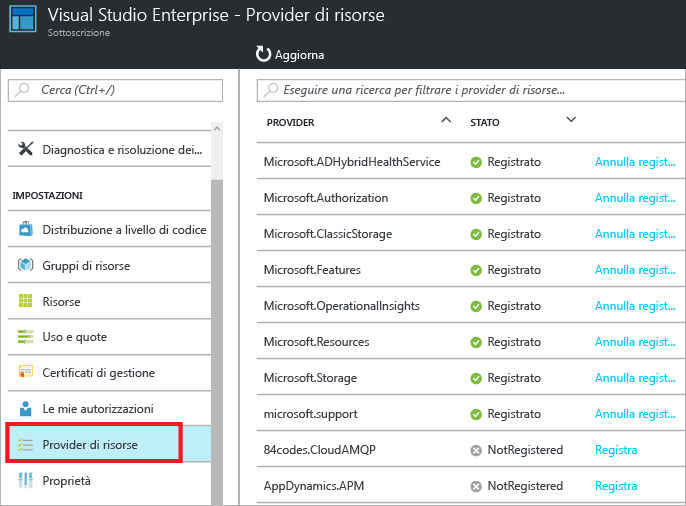 Visual Studio Enterprise - Provider di risorse
Sottoscrizione
Aggiorna
Cerca (Ctrl+/)
Diagnostica e risoluzione dei...
IMPOSTAZIONI
Distribuzione a livello di codice
Gruppi di risorse
Risorse
Uso e quote
Certificati di gestione
Le mie autorizzazioni
Provider di risorse
Proprietà
Eseguire una ricerca per filtrare i provider di risorse...
PROVIDER STATO
Microsoft.ADHybridHealthService Registrato Annulla regist...
Microsoft.Authorization Registrato Annulla regist...
Microsoft.ClassicStorage Registrato Annulla regist...
Microsoft.Features Registrato Annulla regist...
Microsoft.OperationalInsights Registrato Annulla regist...
Microsoft.Resources Registrato Annulla regist...
Microsoft.Storage Registrato Annulla regist...
microsoft.support Registrato Annulla regist...
84codes.CloudAMQP NotRegistered Registra
AppDynamics.APM NotRegistered Registra